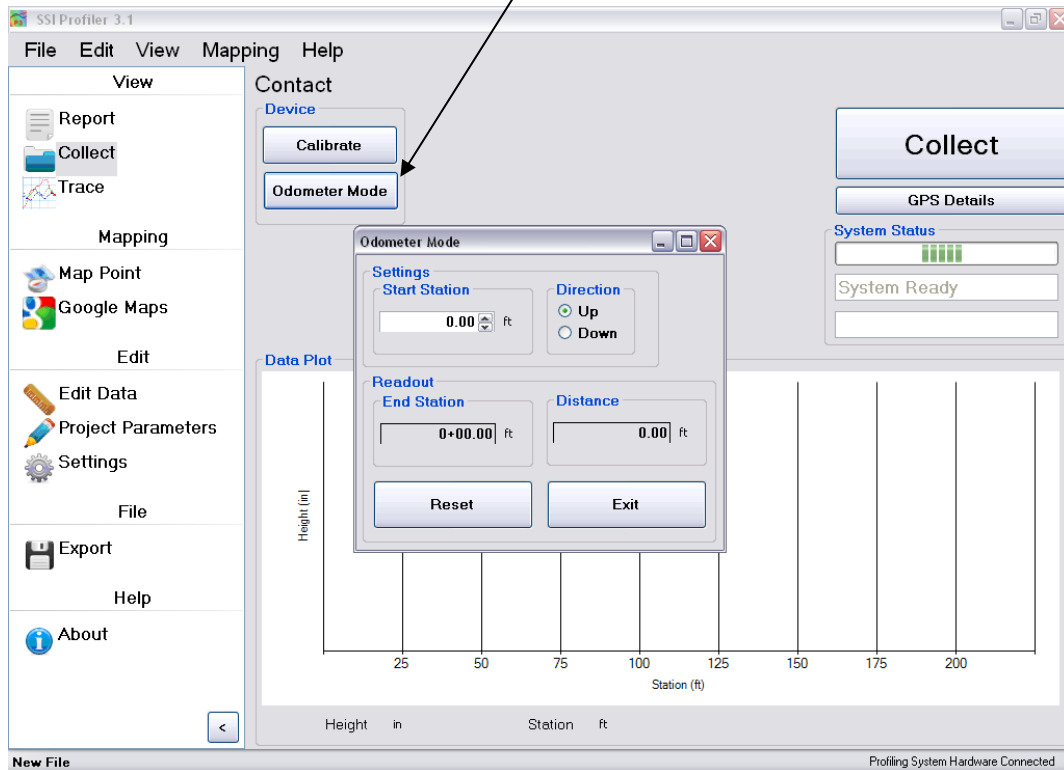 SSI Profiler 3.1
File Edit View Mapping Help
View
Report
Collect
Trace
Mapping
Map Point
Google Maps
Edit
Edit Data
Project Parameters
Settings
File
Export
Help
About
<
Contact
Device
Calibrate
Odometer Mode
Collect
GPS Details
System Status
System Ready
Odometer Mode
Settings
Start Station
0.00 ft
Direction
Up
Down
Readout
End Station
0+00.00 ft
Distance
0.00 ft
Reset
Exit
Data Plot
Height [in]
25 50 75 100 125 150 175 200
Station (ft)
Height in Station ft
New File
Profiling System Hardware Connected